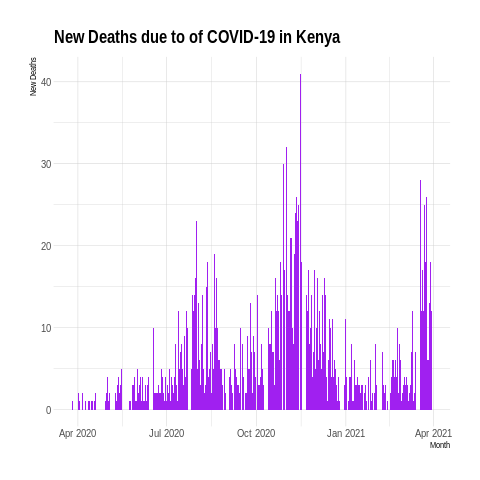 New Deaths due to of COVID-19 in Kenya
New Deaths
40
30
20
10
0
Apr 2020
Jul 2020
Oct 2020
Jan 2021
Apr 2021
Month